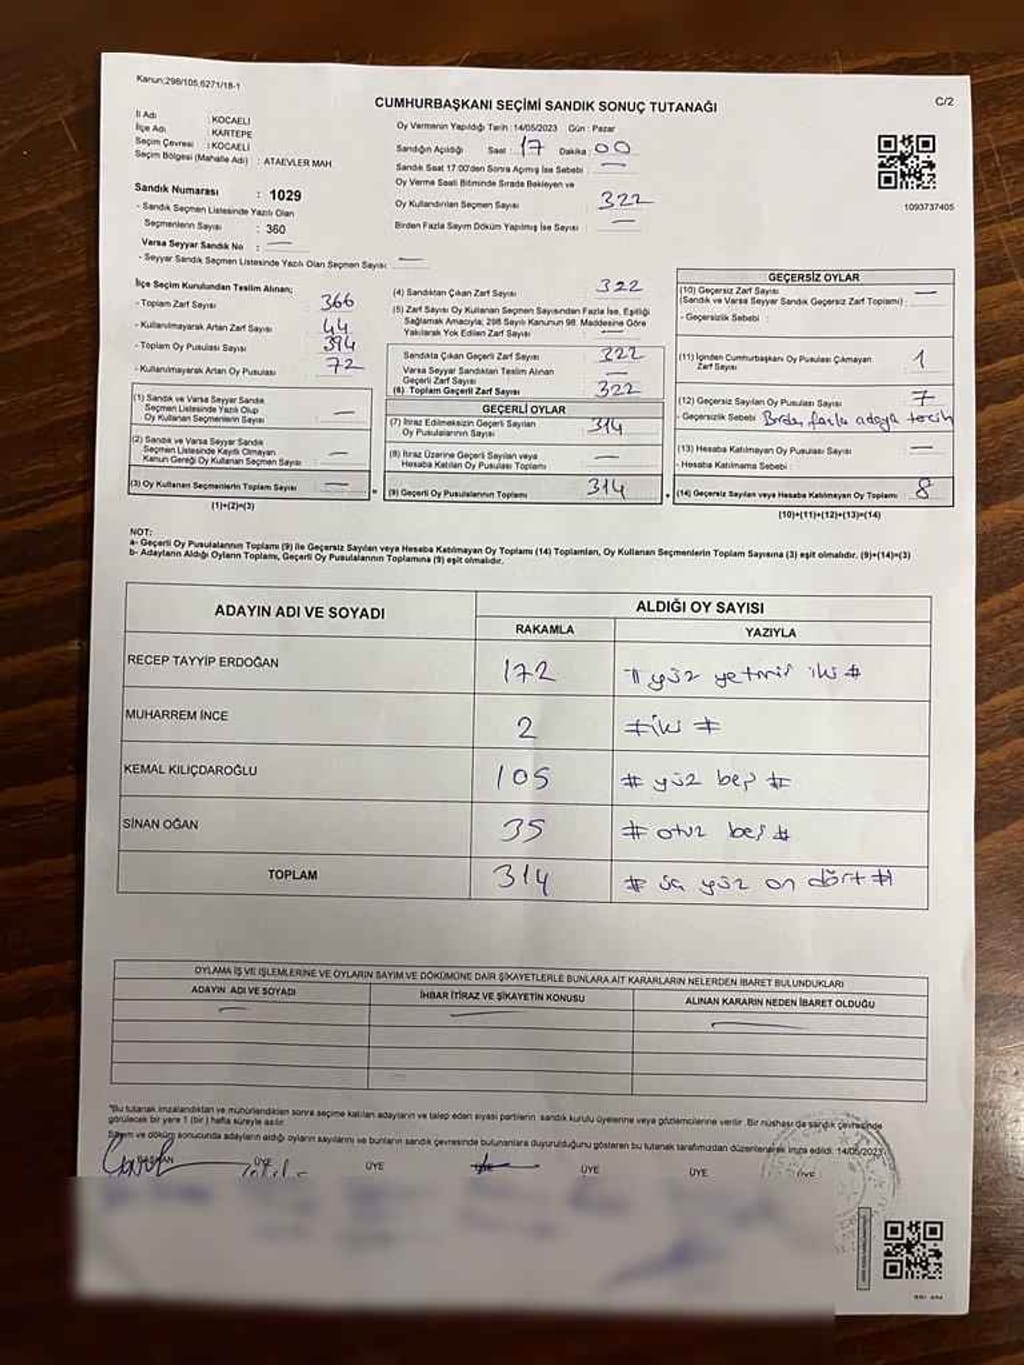 Kanun:298/105,6271/18-1
C/2
CUMHURBAŞKANI SEÇİMİ SANDIK SONUÇ TUTANAĞI
İl Adı : KOCAELİ
İlçe Adı : KARTEPE
Seçim Çevresi : KOCAELİ
Seçim Bölgesi (Mahalle Adı) : ATAEVLER MAH.
Sandık Numarası : 1029
- Sandık Seçmen Listesinde Yazılı Olan
Seçmenlerin Sayısı : 360
Varsa Seyyar Sandık No : —
- Seyyar Sandık Seçmen Listesinde Yazılı Olan Seçmen Sayısı : —
Oy Vermenin Yapıldığı Tarih : 14/05/2023 Gün : Pazar
Sandığın Açıldığı Saat : 17 Dakika : 00
Sandık Saat 17:00'den Sonra Açılmış İse Sebebi : —
Oy Verme Saati Bitiminde Sırada Bekleyen ve
Oy Kullandırılan Seçmen Sayısı : 322
Birden Fazla Sayım Döküm Yapılmış İse Sayısı : —
1093737405
İlçe Seçim Kurulundan Teslim Alınan;
- Toplam Zarf Sayısı : 366
- Kullanılmayarak Artan Zarf Sayısı : 44
- Toplam Oy Pusulası Sayısı : 394
- Kullanılmayarak Artan Oy Pusulası : 72
(1) Sandık ve Varsa Seyyar Sandık
Seçmen Listesinde Yazılı Olup
Oy Kullanan Seçmenlerin Sayısı : —
(2) Sandık ve Varsa Seyyar Sandık
Seçmen Listesinde Kayıtlı Olmayan
Kanun Gereği Oy Kullanan Seçmen Sayısı : —
(3) Oy Kullanan Seçmenlerin Toplam Sayısı : —
(1)+(2)=(3)
(4) Sandıktan Çıkan Zarf Sayısı : 322
(5) Zarf Sayısı Oy Kullanan Seçmen Sayısından Fazla İse, Eşitliği
Sağlamak Amacıyla; 298 Sayılı Kanunun 98. Maddesine Göre
Yakılarak Yok Edilen Zarf Sayısı : —
Sandıkta Çıkan Geçerli Zarf Sayısı : 322
Varsa Seyyar Sandıktan Teslim Alınan
Geçerli Zarf Sayısı : —
(6) Toplam Geçerli Zarf Sayısı : 322
GEÇERLİ OYLAR
(7) İtiraz Edilmeksizin Geçerli Sayılan
Oy Pusulalarının Sayısı : 314
(8) İtiraz Üzerine Geçerli Sayılan veya
Hesaba Katılan Oy Pusulası Toplamı : —
(9) Geçerli Oy Pusulalarının Toplamı : 314
GEÇERSİZ OYLAR
(10) Geçersiz Zarf Sayısı
(Sandık ve Varsa Seyyar Sandık Geçersiz Zarf Toplamı) : —
- Geçersizlik Sebebi :
(11) İçinden Cumhurbaşkanı Oy Pusulası Çıkmayan
Zarf Sayısı : 1
(12) Geçersiz Sayılan Oy Pusulası Sayısı : 7
- Geçersizlik Sebebi : Birden fazla adaya tercih
(13) Hesaba Katılmayan Oy Pusulası Sayısı : —
- Hesaba Katılmama Sebebi :
(14) Geçersiz Sayılan veya Hesaba Katılmayan Oy Toplamı : 8
(10)+(11)+(12)+(13)=(14)
NOT:
a- Geçerli Oy Pusulalarının Toplamı (9) ile Geçersiz Sayılan veya Hesaba Katılmayan Oy Toplamı (14) Toplamları, Oy Kullanan Seçmenlerin Toplam Sayısına (3) eşit olmalıdır. (9)+(14)=(3)
b- Adayların Aldığı Oyların Toplamı, Geçerli Oy Pusulalarının Toplamına (9) eşit olmalıdır.
ADAYIN ADI VE SOYADI
ALDIĞI OY SAYISI
RAKAMLA YAZIYLA
RECEP TAYYİP ERDOĞAN 172 # yüz yetmiş iki #
MUHARREM İNCE 2 # iki #
KEMAL KILIÇDAROĞLU 105 # yüz beş #
SİNAN OĞAN 35 # otuz beş #
TOPLAM 314 # üç yüz on dört #
OYLAMA İŞ VE İŞLEMLERİNE VE OYLARIN SAYIM VE DÖKÜMÜNE DAİR ŞİKAYETLERLE BUNLARA AİT KARARLARIN NELERDEN İBARET BULUNDUKLARI
ADAYIN ADI VE SOYADI İHBAR İTİRAZ VE ŞİKAYETİN KONUSU ALINAN KARARIN NEDEN İBARET OLDUĞU
*Bu tutanak imzalandıktan ve mühürlendikten sonra seçime katılan adayların ve talep eden siyasi partilerin sandık kurulu üyelerine veya gözlemcilerine verilir. Bir nüshası da sandık çevresinde
görülecek bir yere 1 (bir) hafta süreyle asılır.
Sayım ve döküm sonucunda adayların aldığı oyların sayılarını ve bunların sandık çevresinde bulunanlara duyurulduğunu gösteren bu tutanak tarafımızdan düzenlenerek imza edildi. 14/05/2023
BAŞKAN ÜYE ÜYE ÜYE ÜYE ÜYE